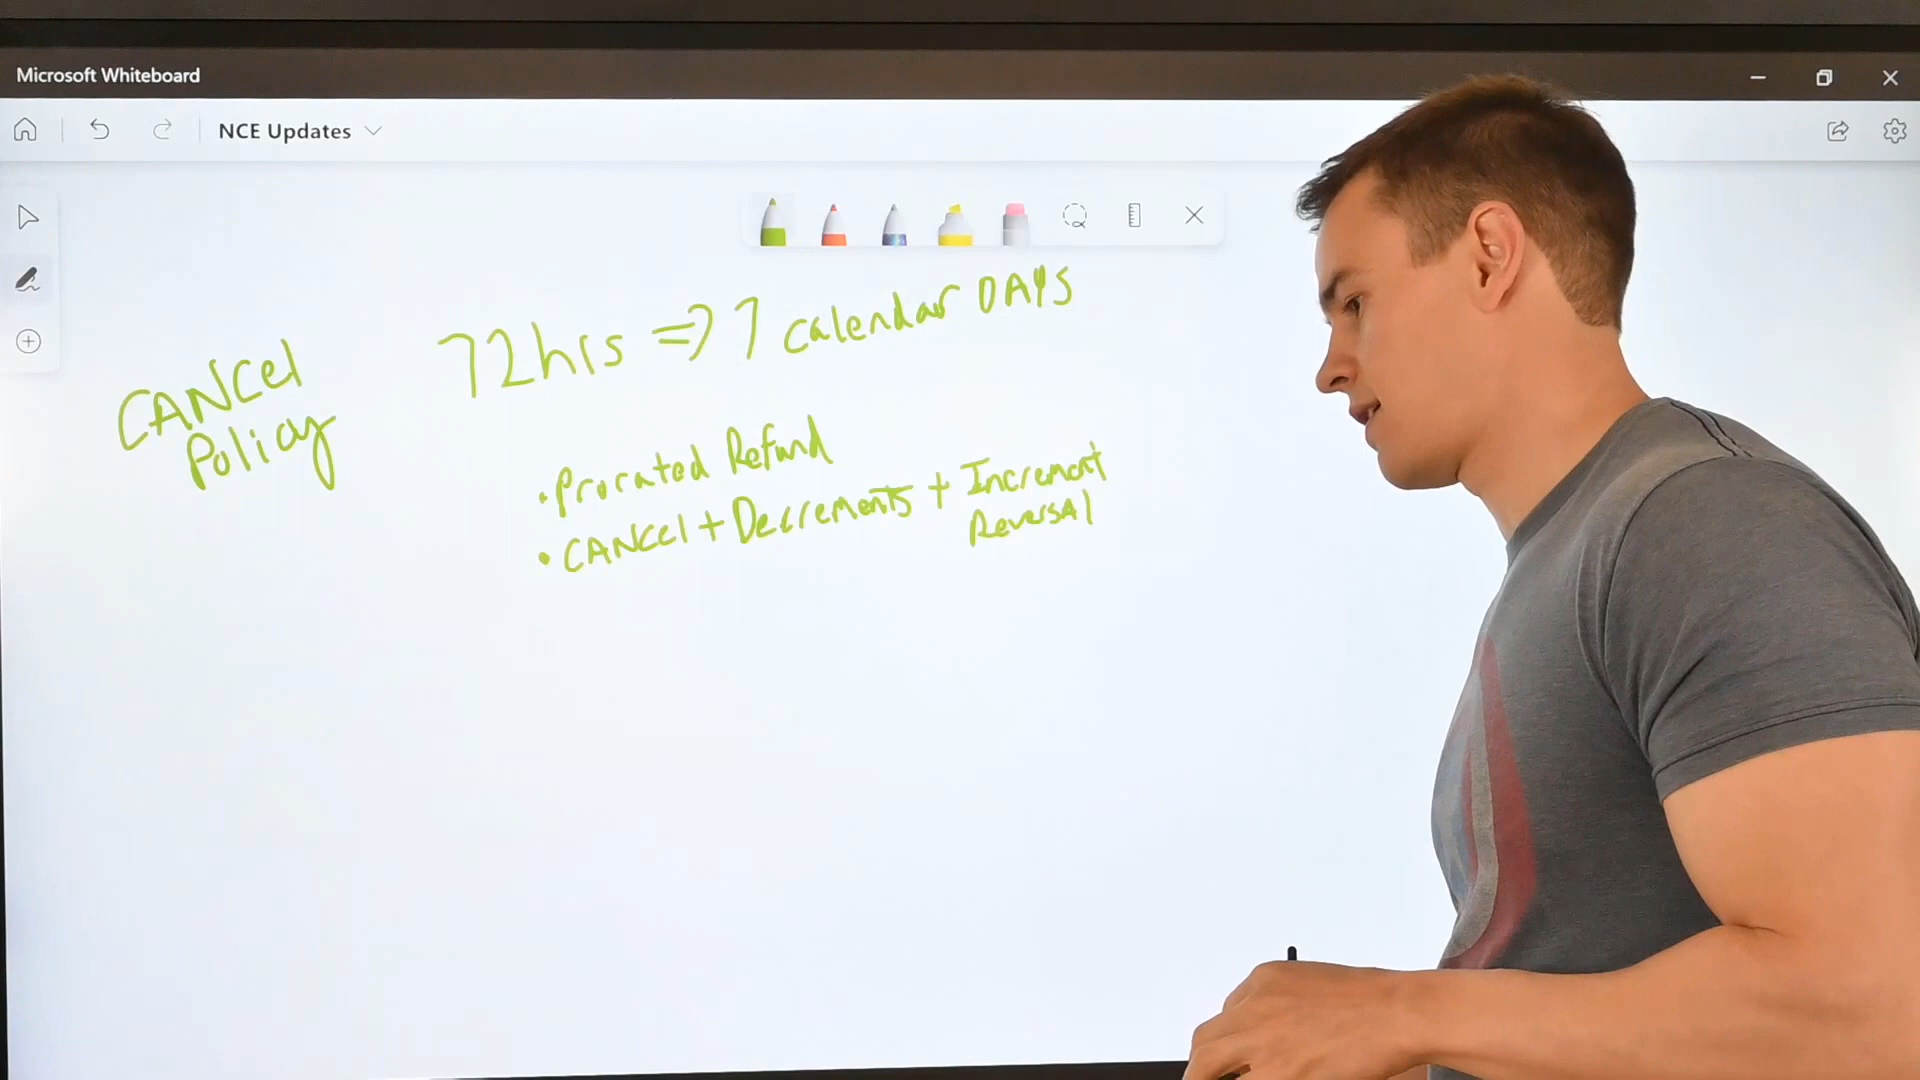 Microsoft Whiteboard
NCE Updates
CANCel
Policy
72hrs => 7 calendar DAYS
• Prorated Refund
• CANCel + Decrements + Increment
Reversal